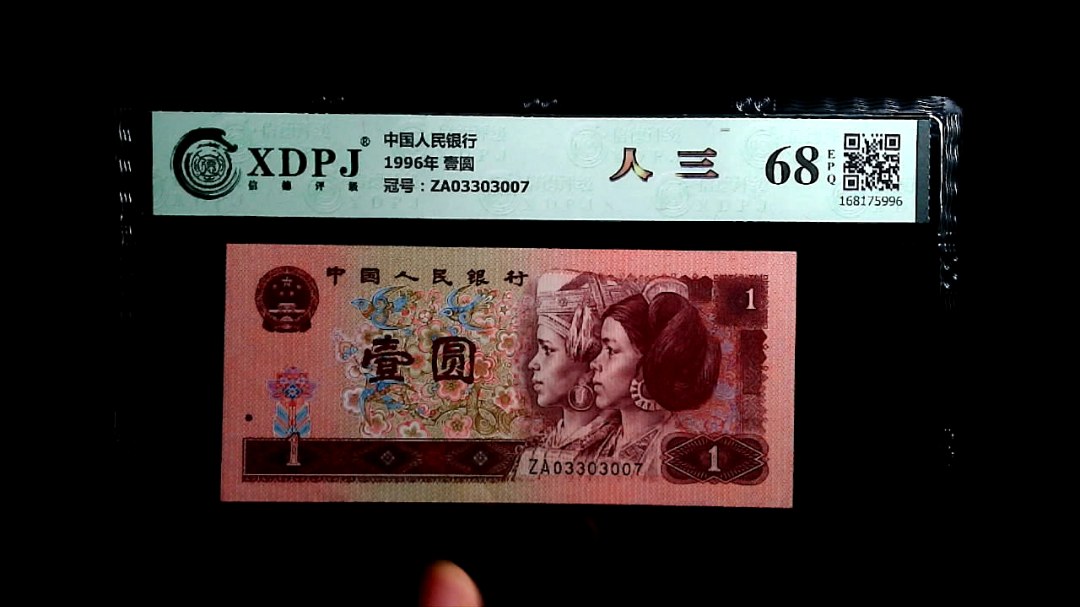 XDPJ®
信德评级
中国人民银行
1996年 壹圆
冠号：ZA03303007
人 三
68
EPQ
168175996
中国人民银行
1
壹圆
1
ZA03303007
1